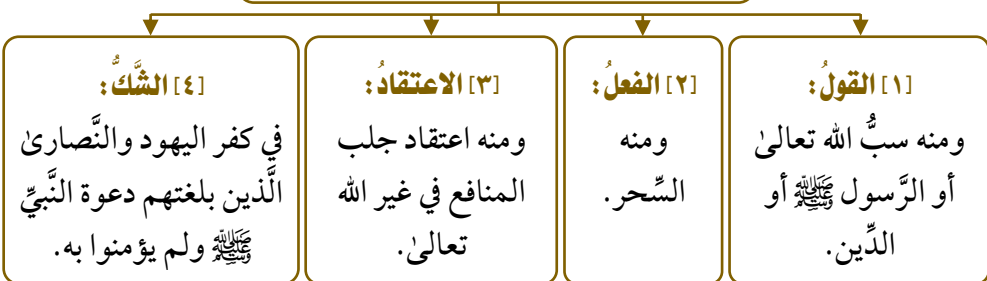 [١] القولُ:
ومنه سبُّ الله تعالىٰ
أو الرَّسول ﷺ أو
الدِّين.
[٢] الفعلُ:
ومنه
السِّحر.
[٣] الاعتقادُ:
ومنه اعتقاد جلب
المنافع في غير الله
تعالىٰ.
[٤] الشَّكُّ:
في كفر اليهود والنَّصارىٰ
الَّذين بلغتهم دعوة النَّبيِّ
ﷺ ولم يؤمنوا به.